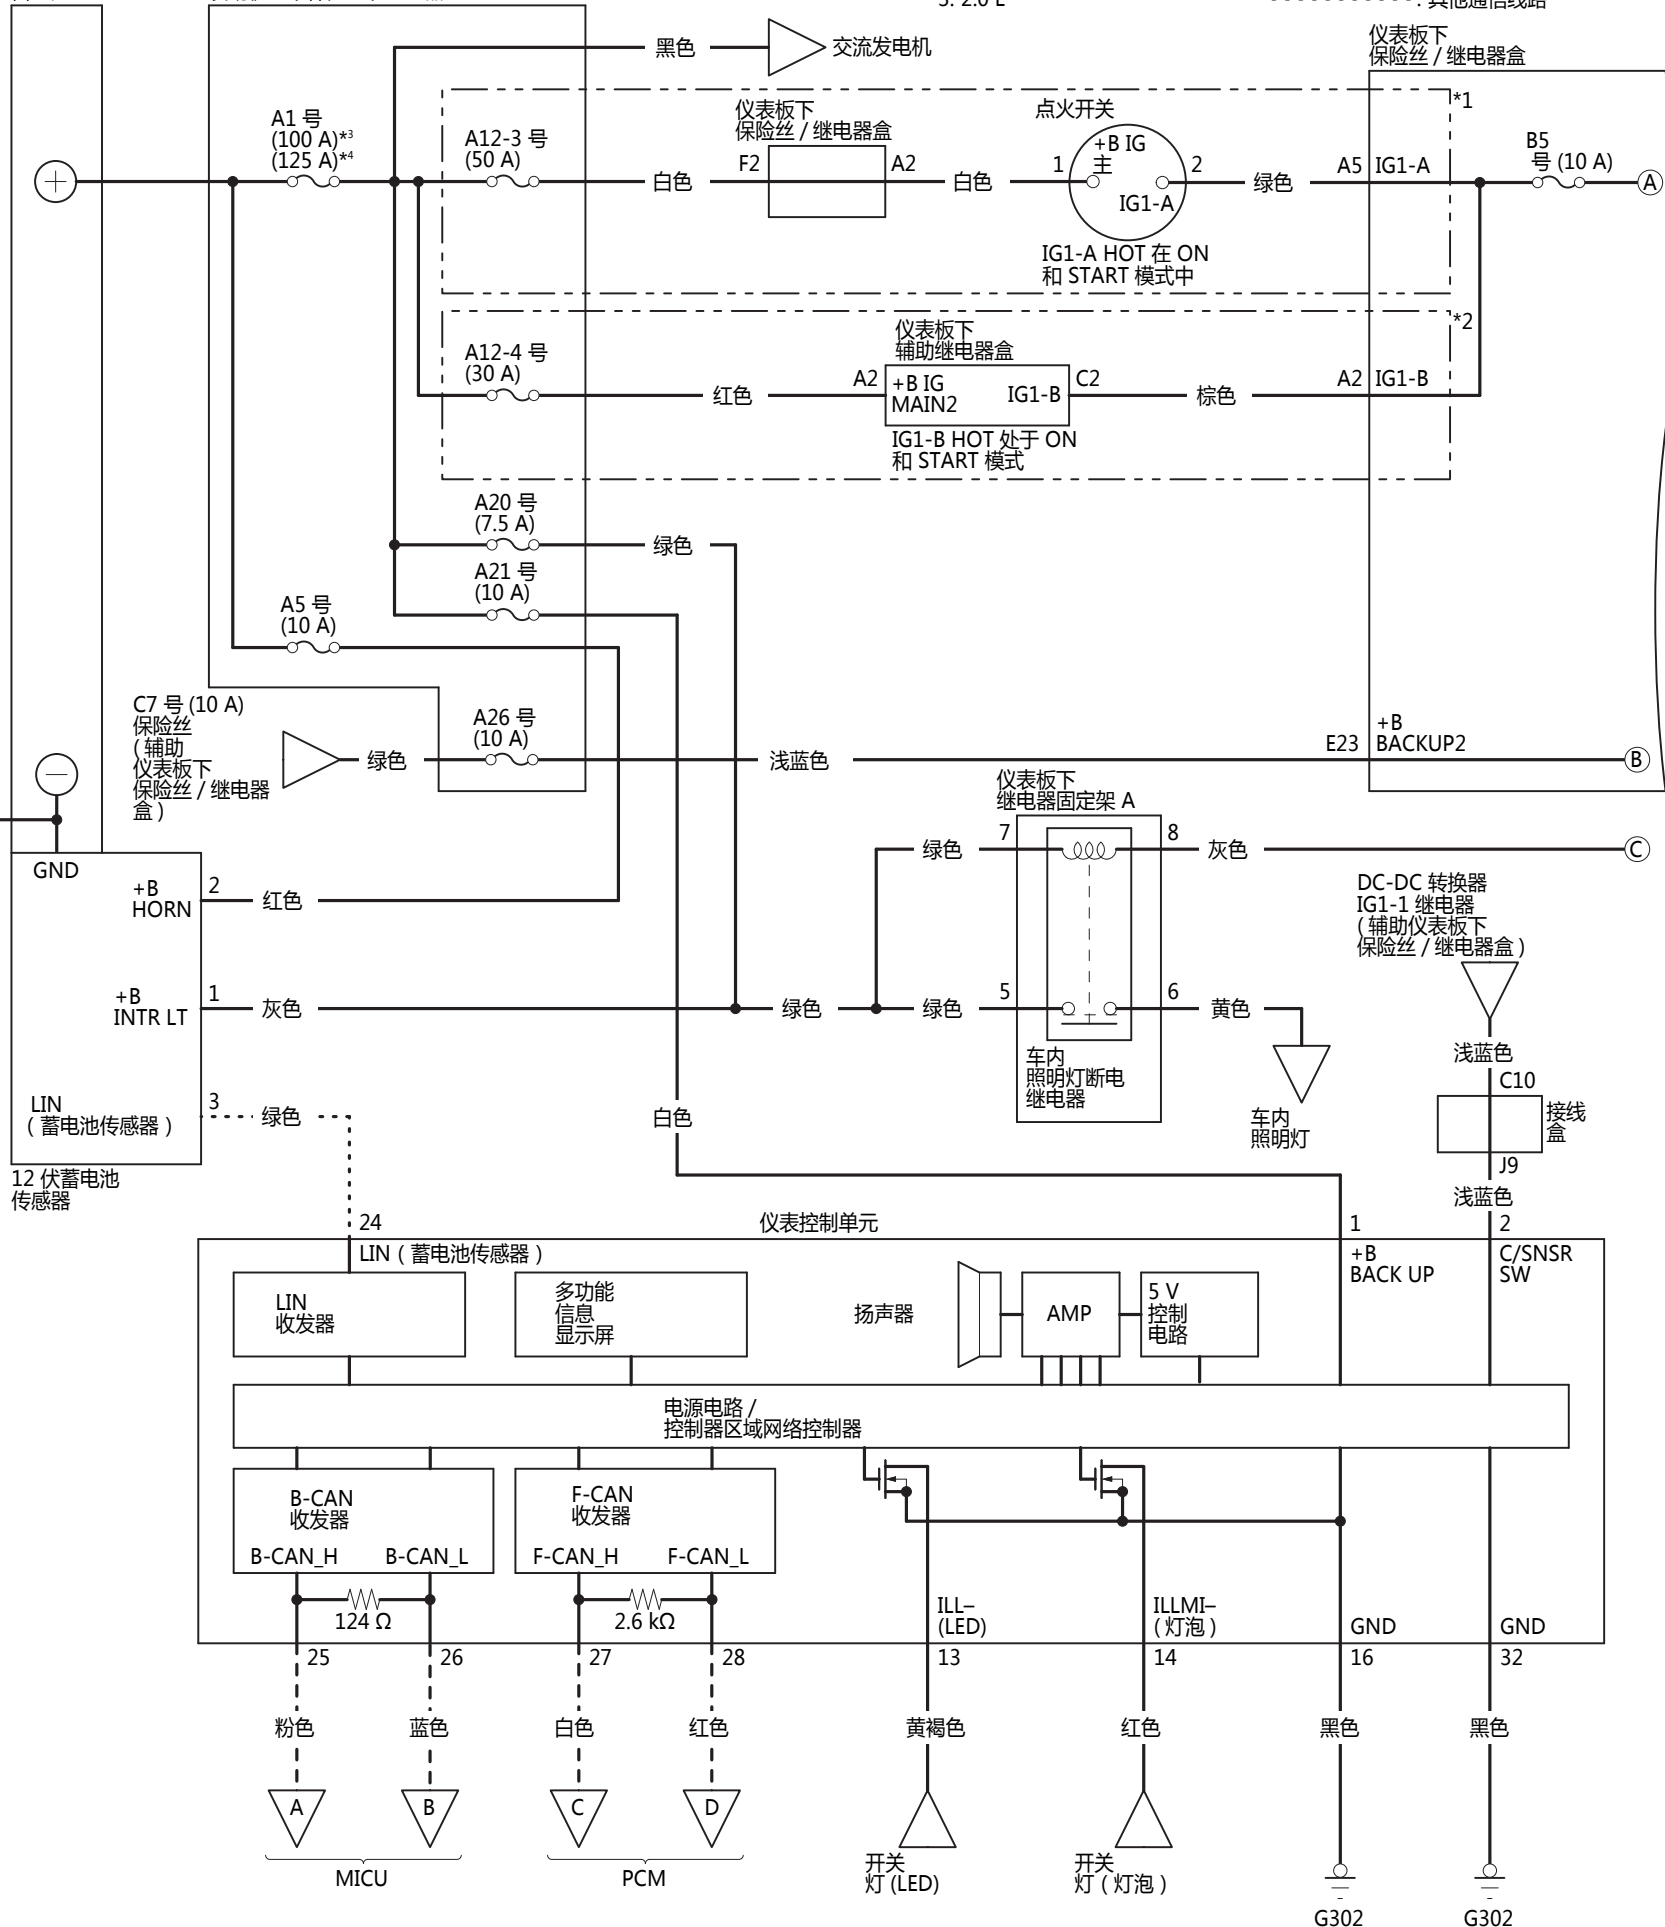 3: 2.0 L
: 其他通信线路
仪表板下
保险丝 / 继电器盒
黑色
交流发电机
*1
A1 号
(100 A)*3
(125 A)*4
A12-3 号
(50 A)
白色
仪表板下
保险丝 / 继电器盒
F2
A2
白色
点火开关
+B IG
主
1
2
IG1-A
IG1-A HOT 在 ON
和 START 模式中
绿色
A5
IG1-A
B5
号 (10 A)
A
*2
A12-4 号
(30 A)
红色
仪表板下
辅助继电器盒
A2
+B IG
MAIN2
IG1-B
C2
IG1-B HOT 处于 ON
和 START 模式
棕色
A2
IG1-B
A20 号
(7.5 A)
绿色
A21 号
(10 A)
A5 号
(10 A)
C7 号 (10 A)
保险丝
( 辅助
仪表板下
保险丝 / 继电器
盒 )
绿色
A26 号
(10 A)
浅蓝色
E23
+B
BACKUP2
B
GND
+B
HORN
2
红色
+B
INTR LT
1
灰色
绿色
LIN
( 蓄电池传感器 )
3
绿色
12 伏蓄电池
传感器
白色
仪表板下
继电器固定架 A
绿色
7
8
灰色
C
绿色
5
6
黄色
车内
照明灯断电
继电器
车内
照明灯
DC-DC 转换器
IG1-1 继电器
( 辅助仪表板下
保险丝 / 继电器盒 )
浅蓝色
C10
接线
盒
J9
浅蓝色
24
仪表控制单元
1
2
LIN ( 蓄电池传感器 )
+B
BACK UP
C/SNSR
SW
LIN
收发器
多功能
信息
显示屏
扬声器
AMP
5 V
控制
电路
电源电路 /
控制器区域网络控制器
B-CAN
收发器
B-CAN_H
B-CAN_L
F-CAN
收发器
F-CAN_H
F-CAN_L
124 Ω
2.6 kΩ
ILL–
(LED)
ILLMI–
( 灯泡 )
GND
GND
25
26
27
28
13
14
16
32
粉色
蓝色
白色
红色
黄褐色
红色
黑色
黑色
A
B
C
D
MICU
PCM
开关
灯 (LED)
开关
灯 ( 灯泡 )
G302
G302